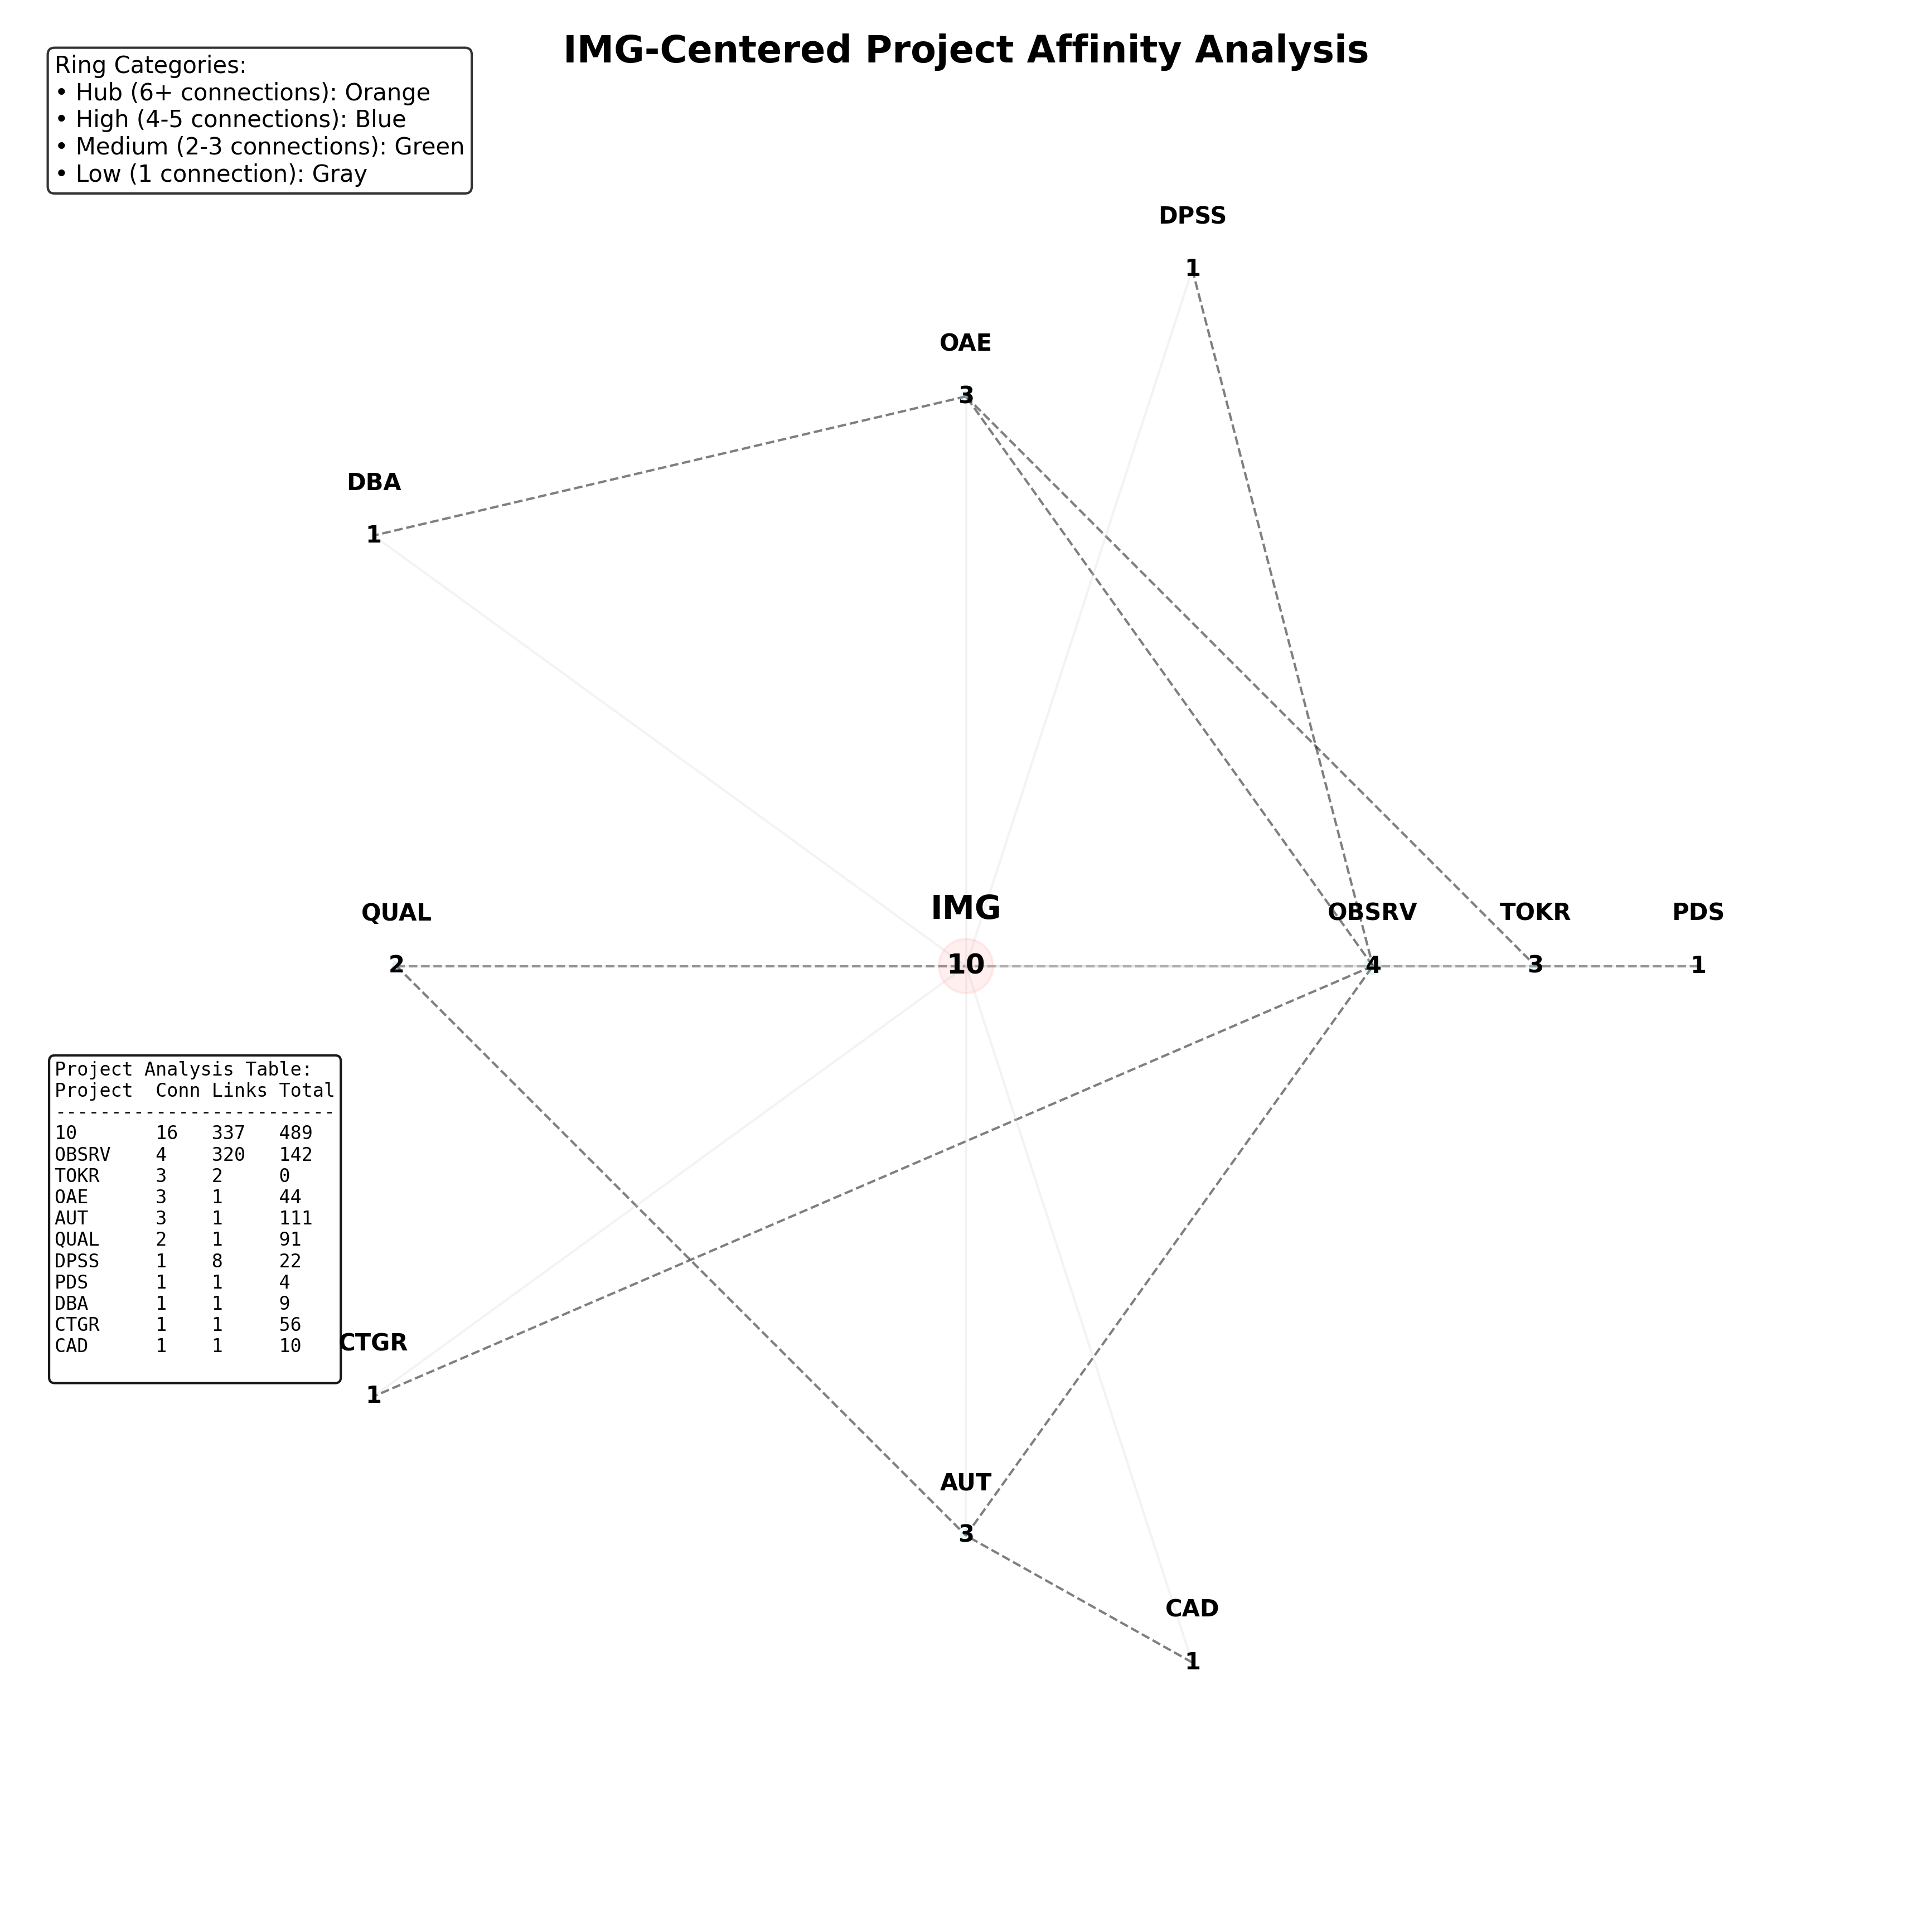 IMG-Centered Project Affinity Analysis
Ring Categories:
• Hub (6+ connections): Orange
• High (4-5 connections): Blue
• Medium (2-3 connections): Green
• Low (1 connection): Gray
DPSS
1
OAE
3
DBA
1
QUAL
2
IMG
10
OBSRV
4
TOKR
3
PDS
1
Project Analysis Table:
Project  Conn Links Total
-------------------------
10       16   337   489
OBSRV    4    320   142
TOKR     3    2     0
OAE      3    1     44
AUT      3    1     111
QUAL     2    1     91
DPSS     1    8     22
PDS      1    1     4
DBA      1    1     9
CTGR     1    1     56
CAD      1    1     10
CTGR
1
AUT
3
CAD
1